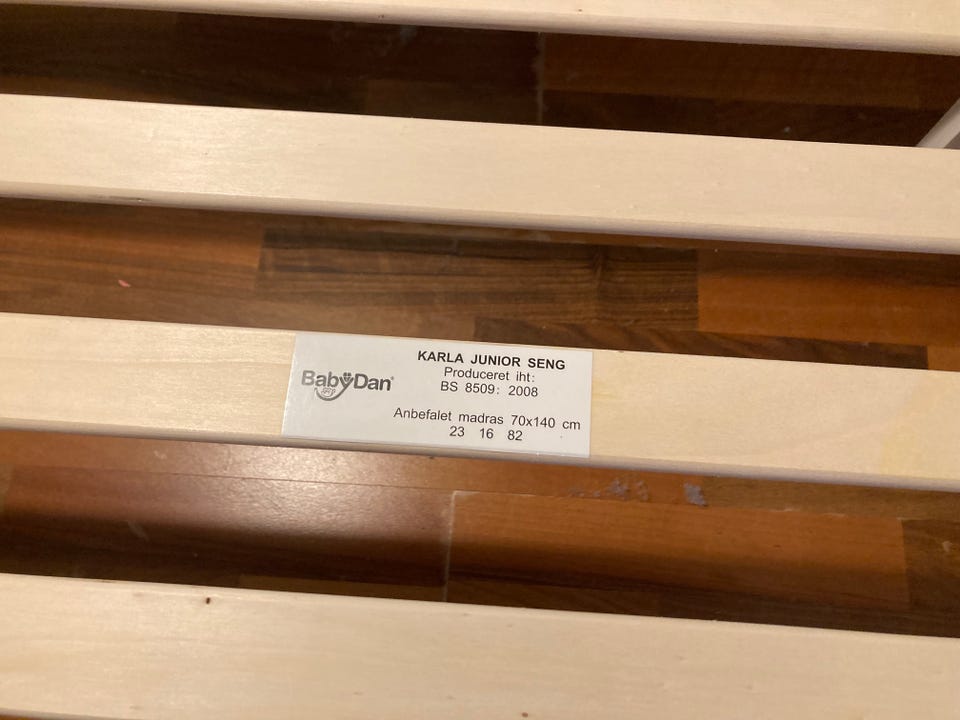 BabyDan®
KARLA JUNIOR SENG
Produceret iht:
BS 8509: 2008
Anbefalet madras 70x140 cm
23 16 82